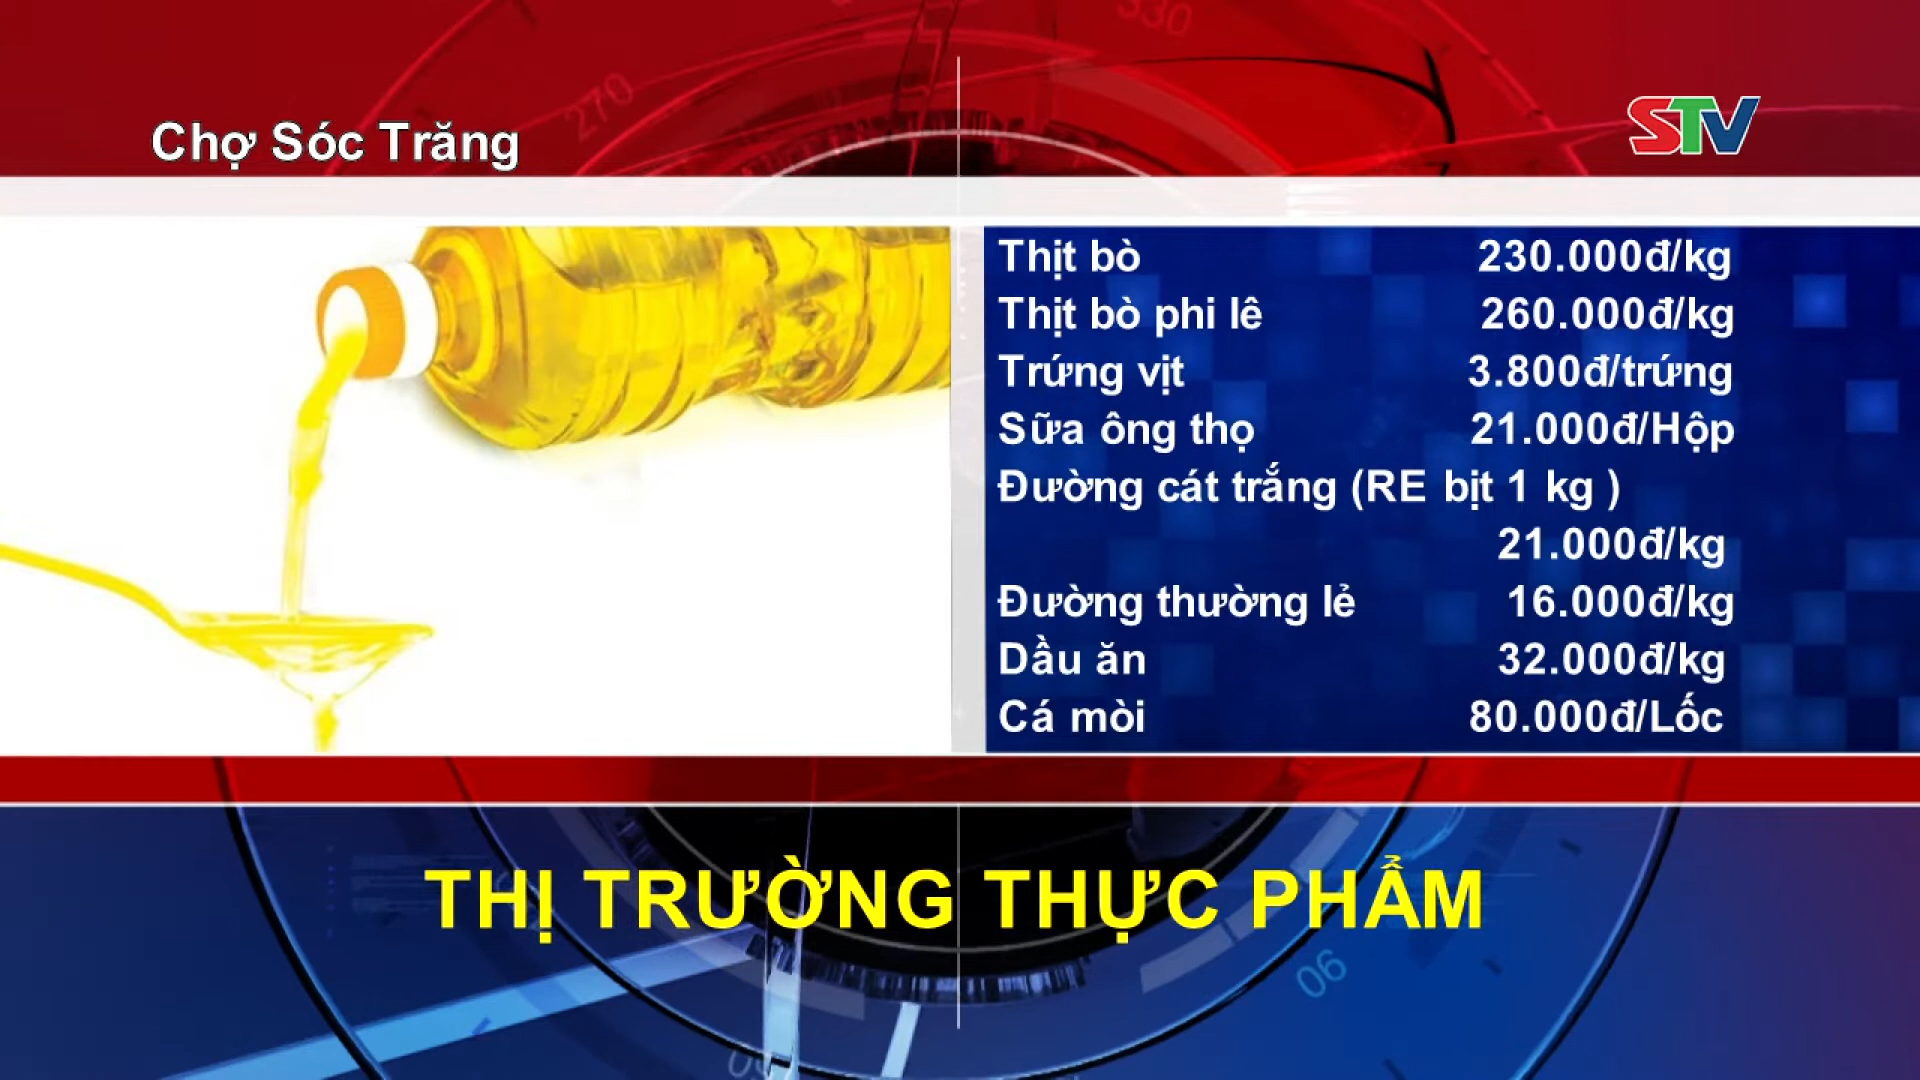 330
270
Chợ Sóc Trăng
STV
Thịt bò 230.000đ/kg
Thịt bò phi lê 260.000đ/kg
Trứng vịt 3.800đ/trứng
Sữa ông thọ 21.000đ/Hộp
Đường cát trắng (RE bịt 1 kg )
21.000đ/kg
Đường thường lẻ 16.000đ/kg
Dầu ăn 32.000đ/kg
Cá mòi 80.000đ/Lốc
THỊ TRƯỜNG THỰC PHẨM